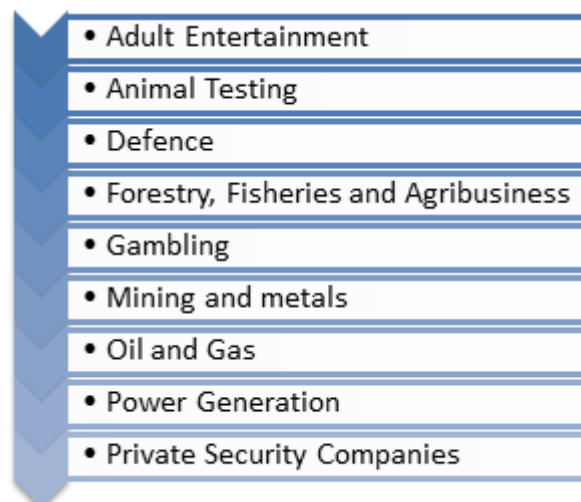 • Adult Entertainment
• Animal Testing
• Defence
• Forestry, Fisheries and Agribusiness
• Gambling
• Mining and metals
• Oil and Gas
• Power Generation
• Private Security Companies